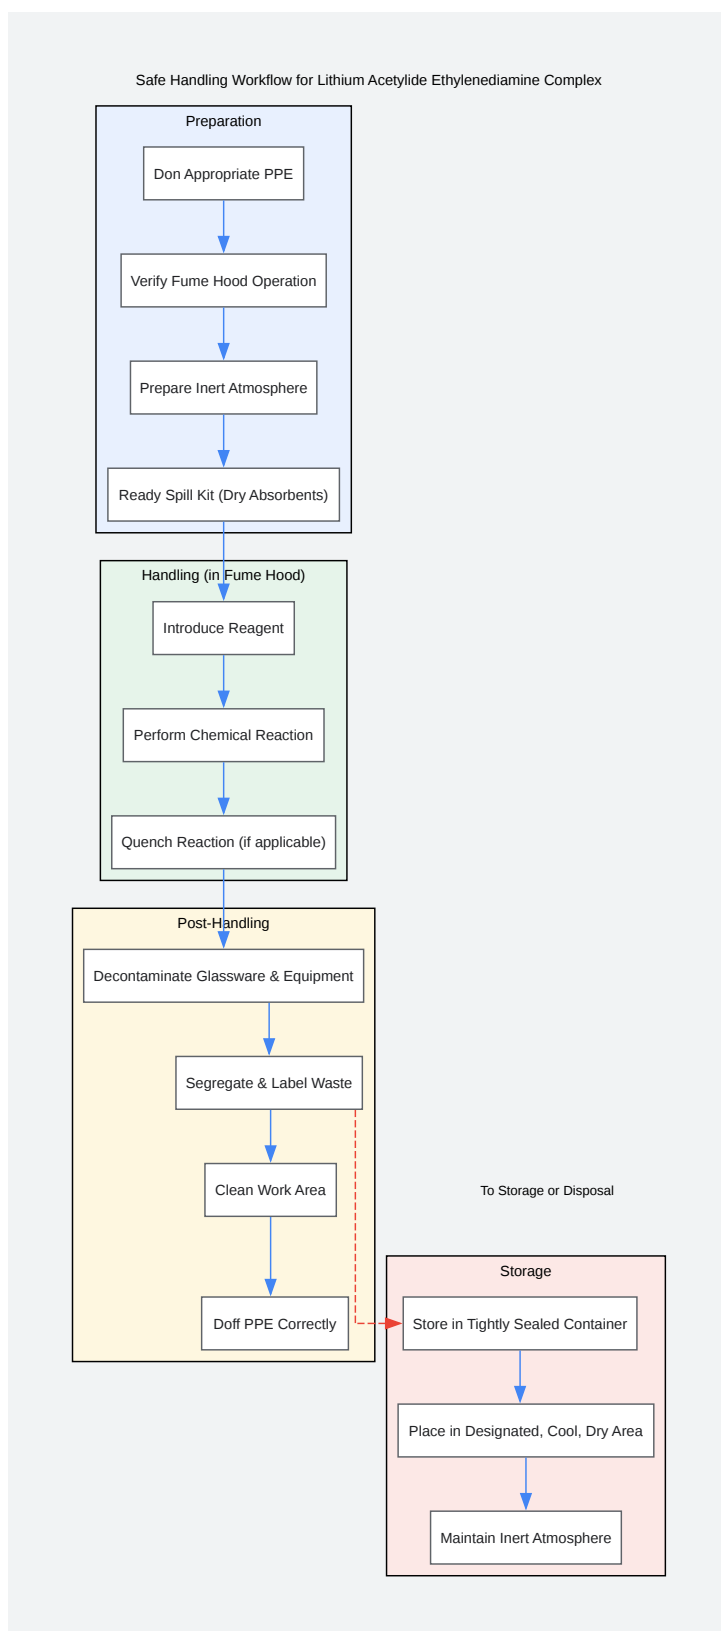 Safe Handling Workflow for Lithium Acetylide Ethylenediamine Complex
Preparation
Don Appropriate PPE
Verify Fume Hood Operation
Prepare Inert Atmosphere
Ready Spill Kit (Dry Absorbents)
Handling (in Fume Hood)
Introduce Reagent
Perform Chemical Reaction
Quench Reaction (if applicable)
Post-Handling
Decontaminate Glassware & Equipment
Segregate & Label Waste
Clean Work Area
Doff PPE Correctly
To Storage or Disposal
Storage
Store in Tightly Sealed Container
Place in Designated, Cool, Dry Area
Maintain Inert Atmosphere